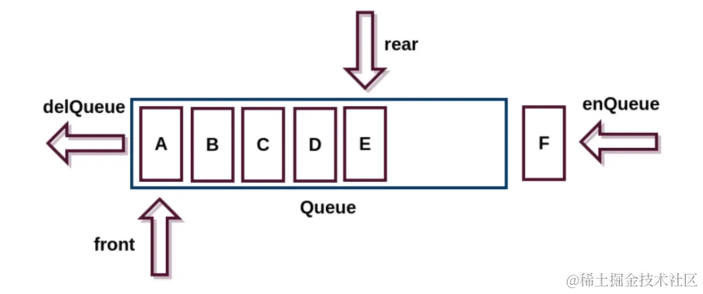 rear
delQueue
enQueue
A
B
C
D
E
F
Queue
front
@稀土掘金技术社区